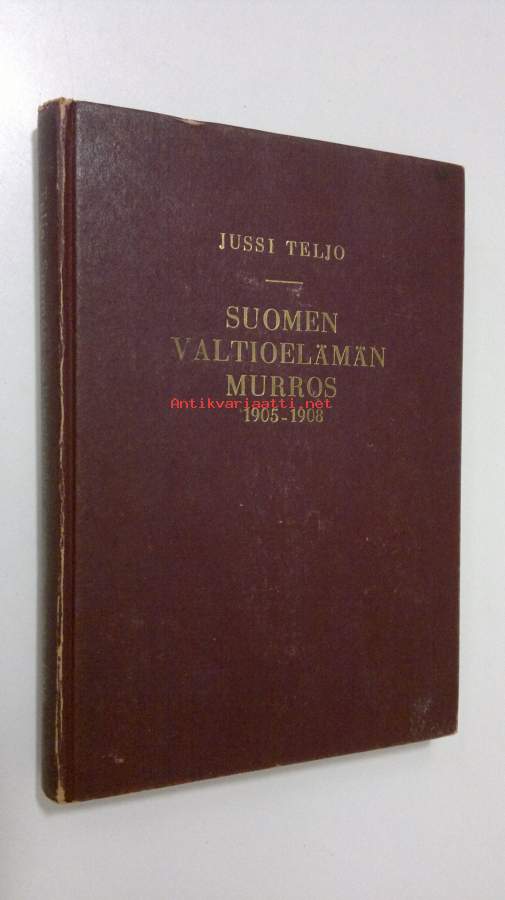 JUSSI TELJO
SUOMEN
VALTIOELÄMÄN
MURROS
Antikvariaatti.net
1905-1908